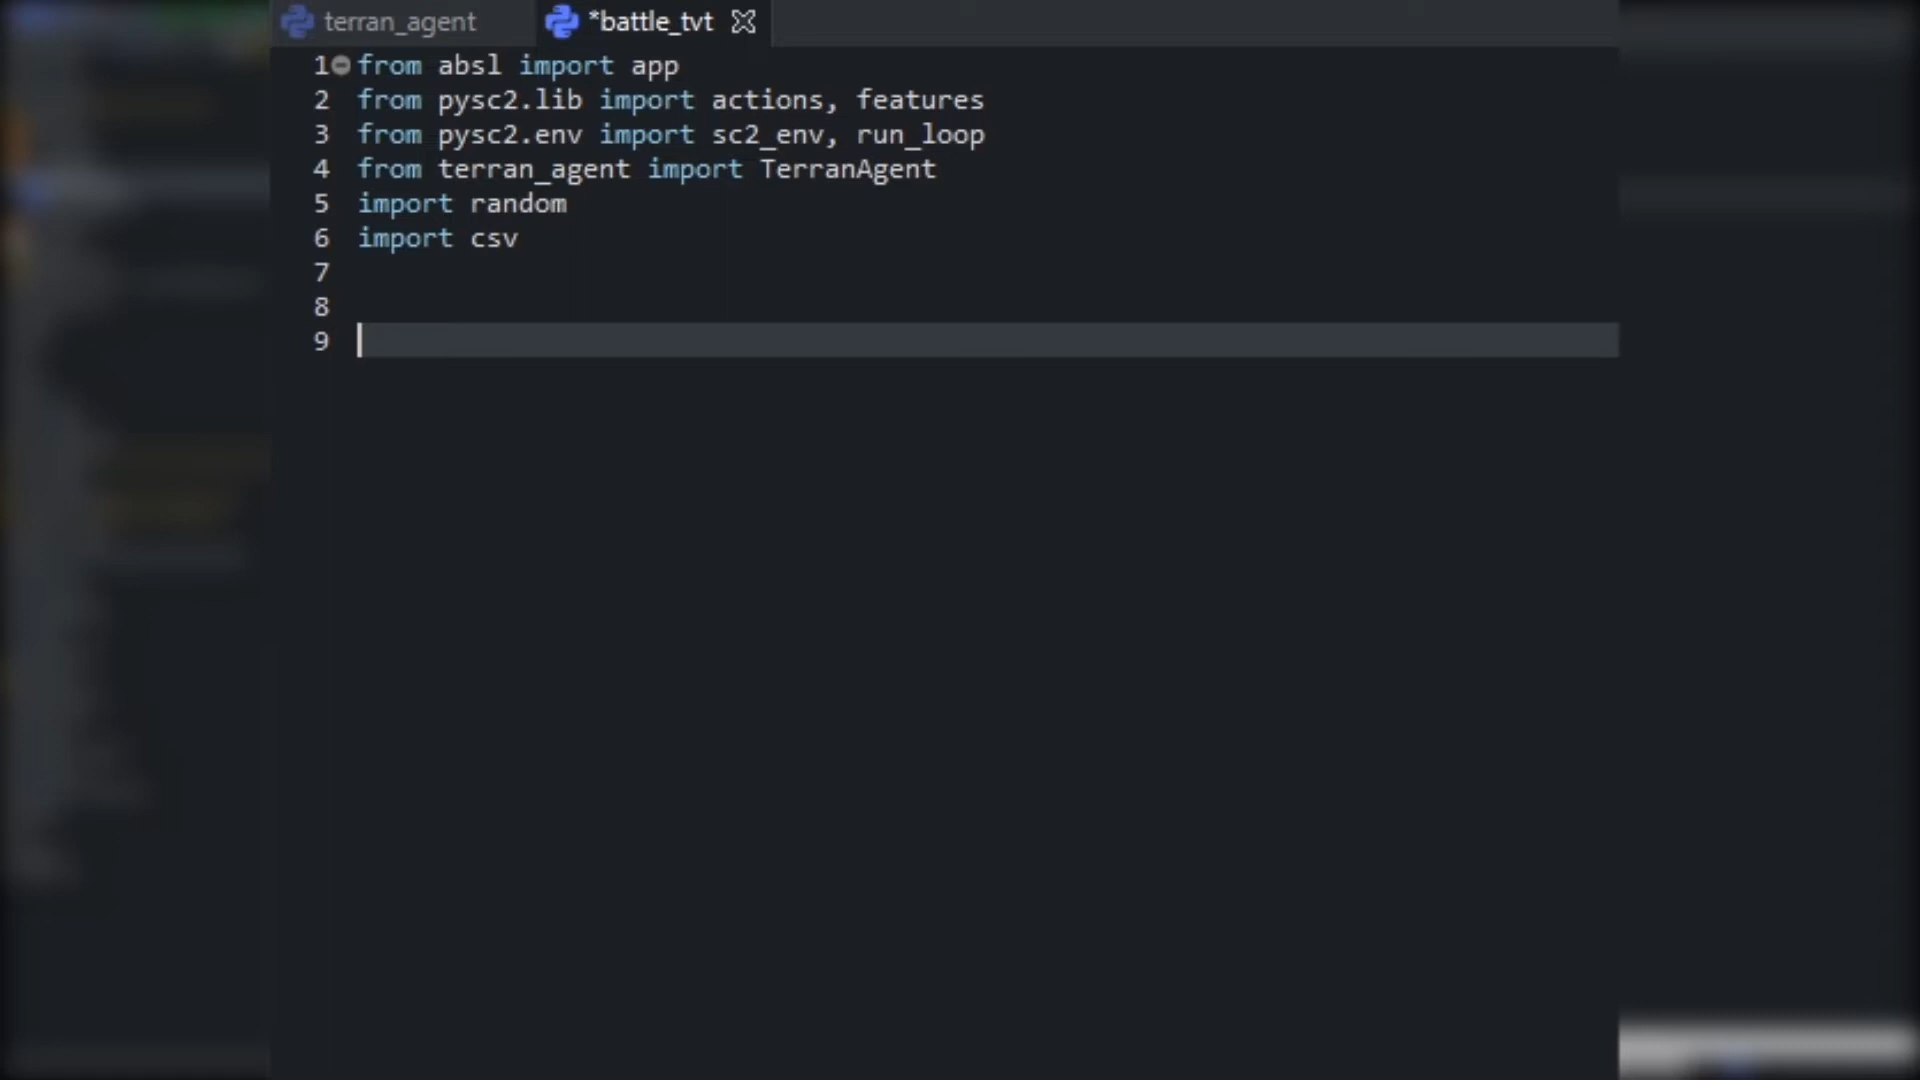 terran_agent
*battle_tvt
1 from absl import app
2 from pysc2.lib import actions, features
3 from pysc2.env import sc2_env, run_loop
4 from terran_agent import TerranAgent
5 import random
6 import csv
7
8
9